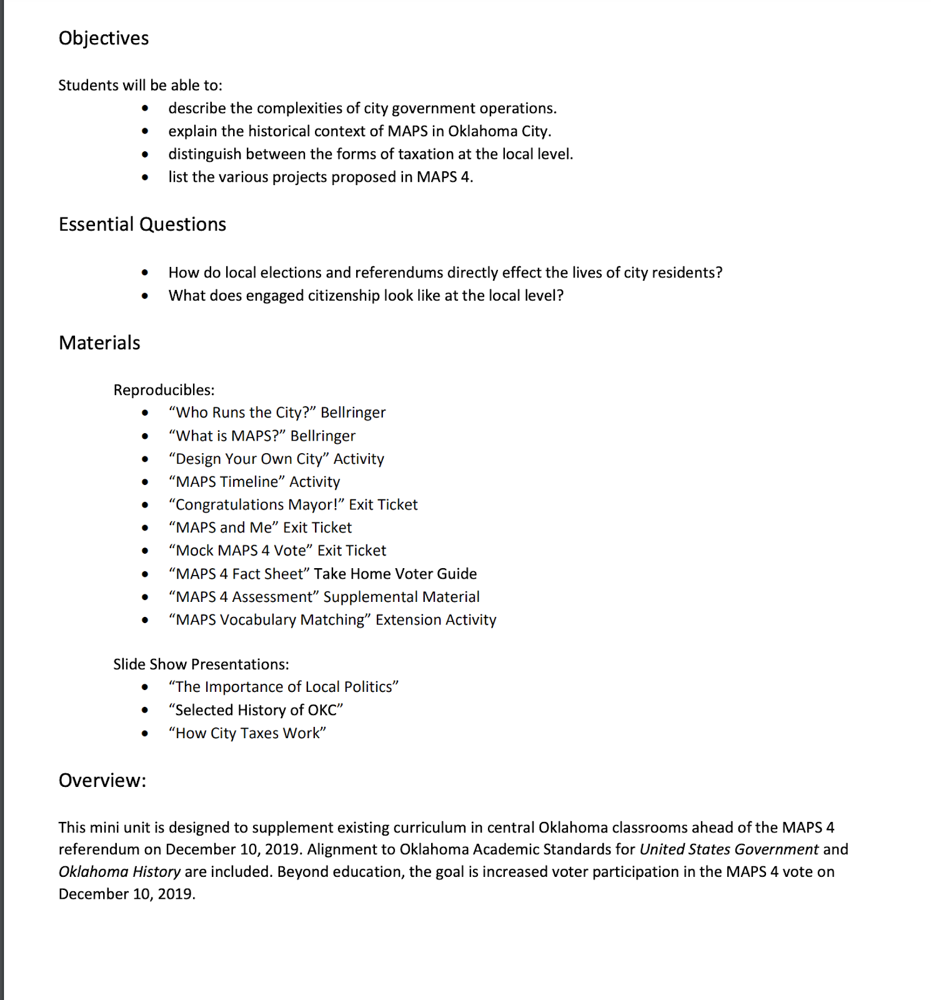 Objectives
Students will be able to:
• describe the complexities of city government operations.
• explain the historical context of MAPS in Oklahoma City.
• distinguish between the forms of taxation at the local level.
• list the various projects proposed in MAPS 4.
Essential Questions
• How do local elections and referendums directly effect the lives of city residents?
• What does engaged citizenship look like at the local level?
Materials
Reproducibles:
• “Who Runs the City?” Bellringer
• “What is MAPS?” Bellringer
• “Design Your Own City” Activity
• “MAPS Timeline” Activity
• “Congratulations Mayor!” Exit Ticket
• “MAPS and Me” Exit Ticket
• “Mock MAPS 4 Vote” Exit Ticket
• “MAPS 4 Fact Sheet” Take Home Voter Guide
• “MAPS 4 Assessment” Supplemental Material
• “MAPS Vocabulary Matching” Extension Activity
Slide Show Presentations:
• “The Importance of Local Politics”
• “Selected History of OKC”
• “How City Taxes Work”
Overview:
This mini unit is designed to supplement existing curriculum in central Oklahoma classrooms ahead of the MAPS 4
referendum on December 10, 2019. Alignment to Oklahoma Academic Standards for United States Government and
Oklahoma History are included. Beyond education, the goal is increased voter participation in the MAPS 4 vote on
December 10, 2019.